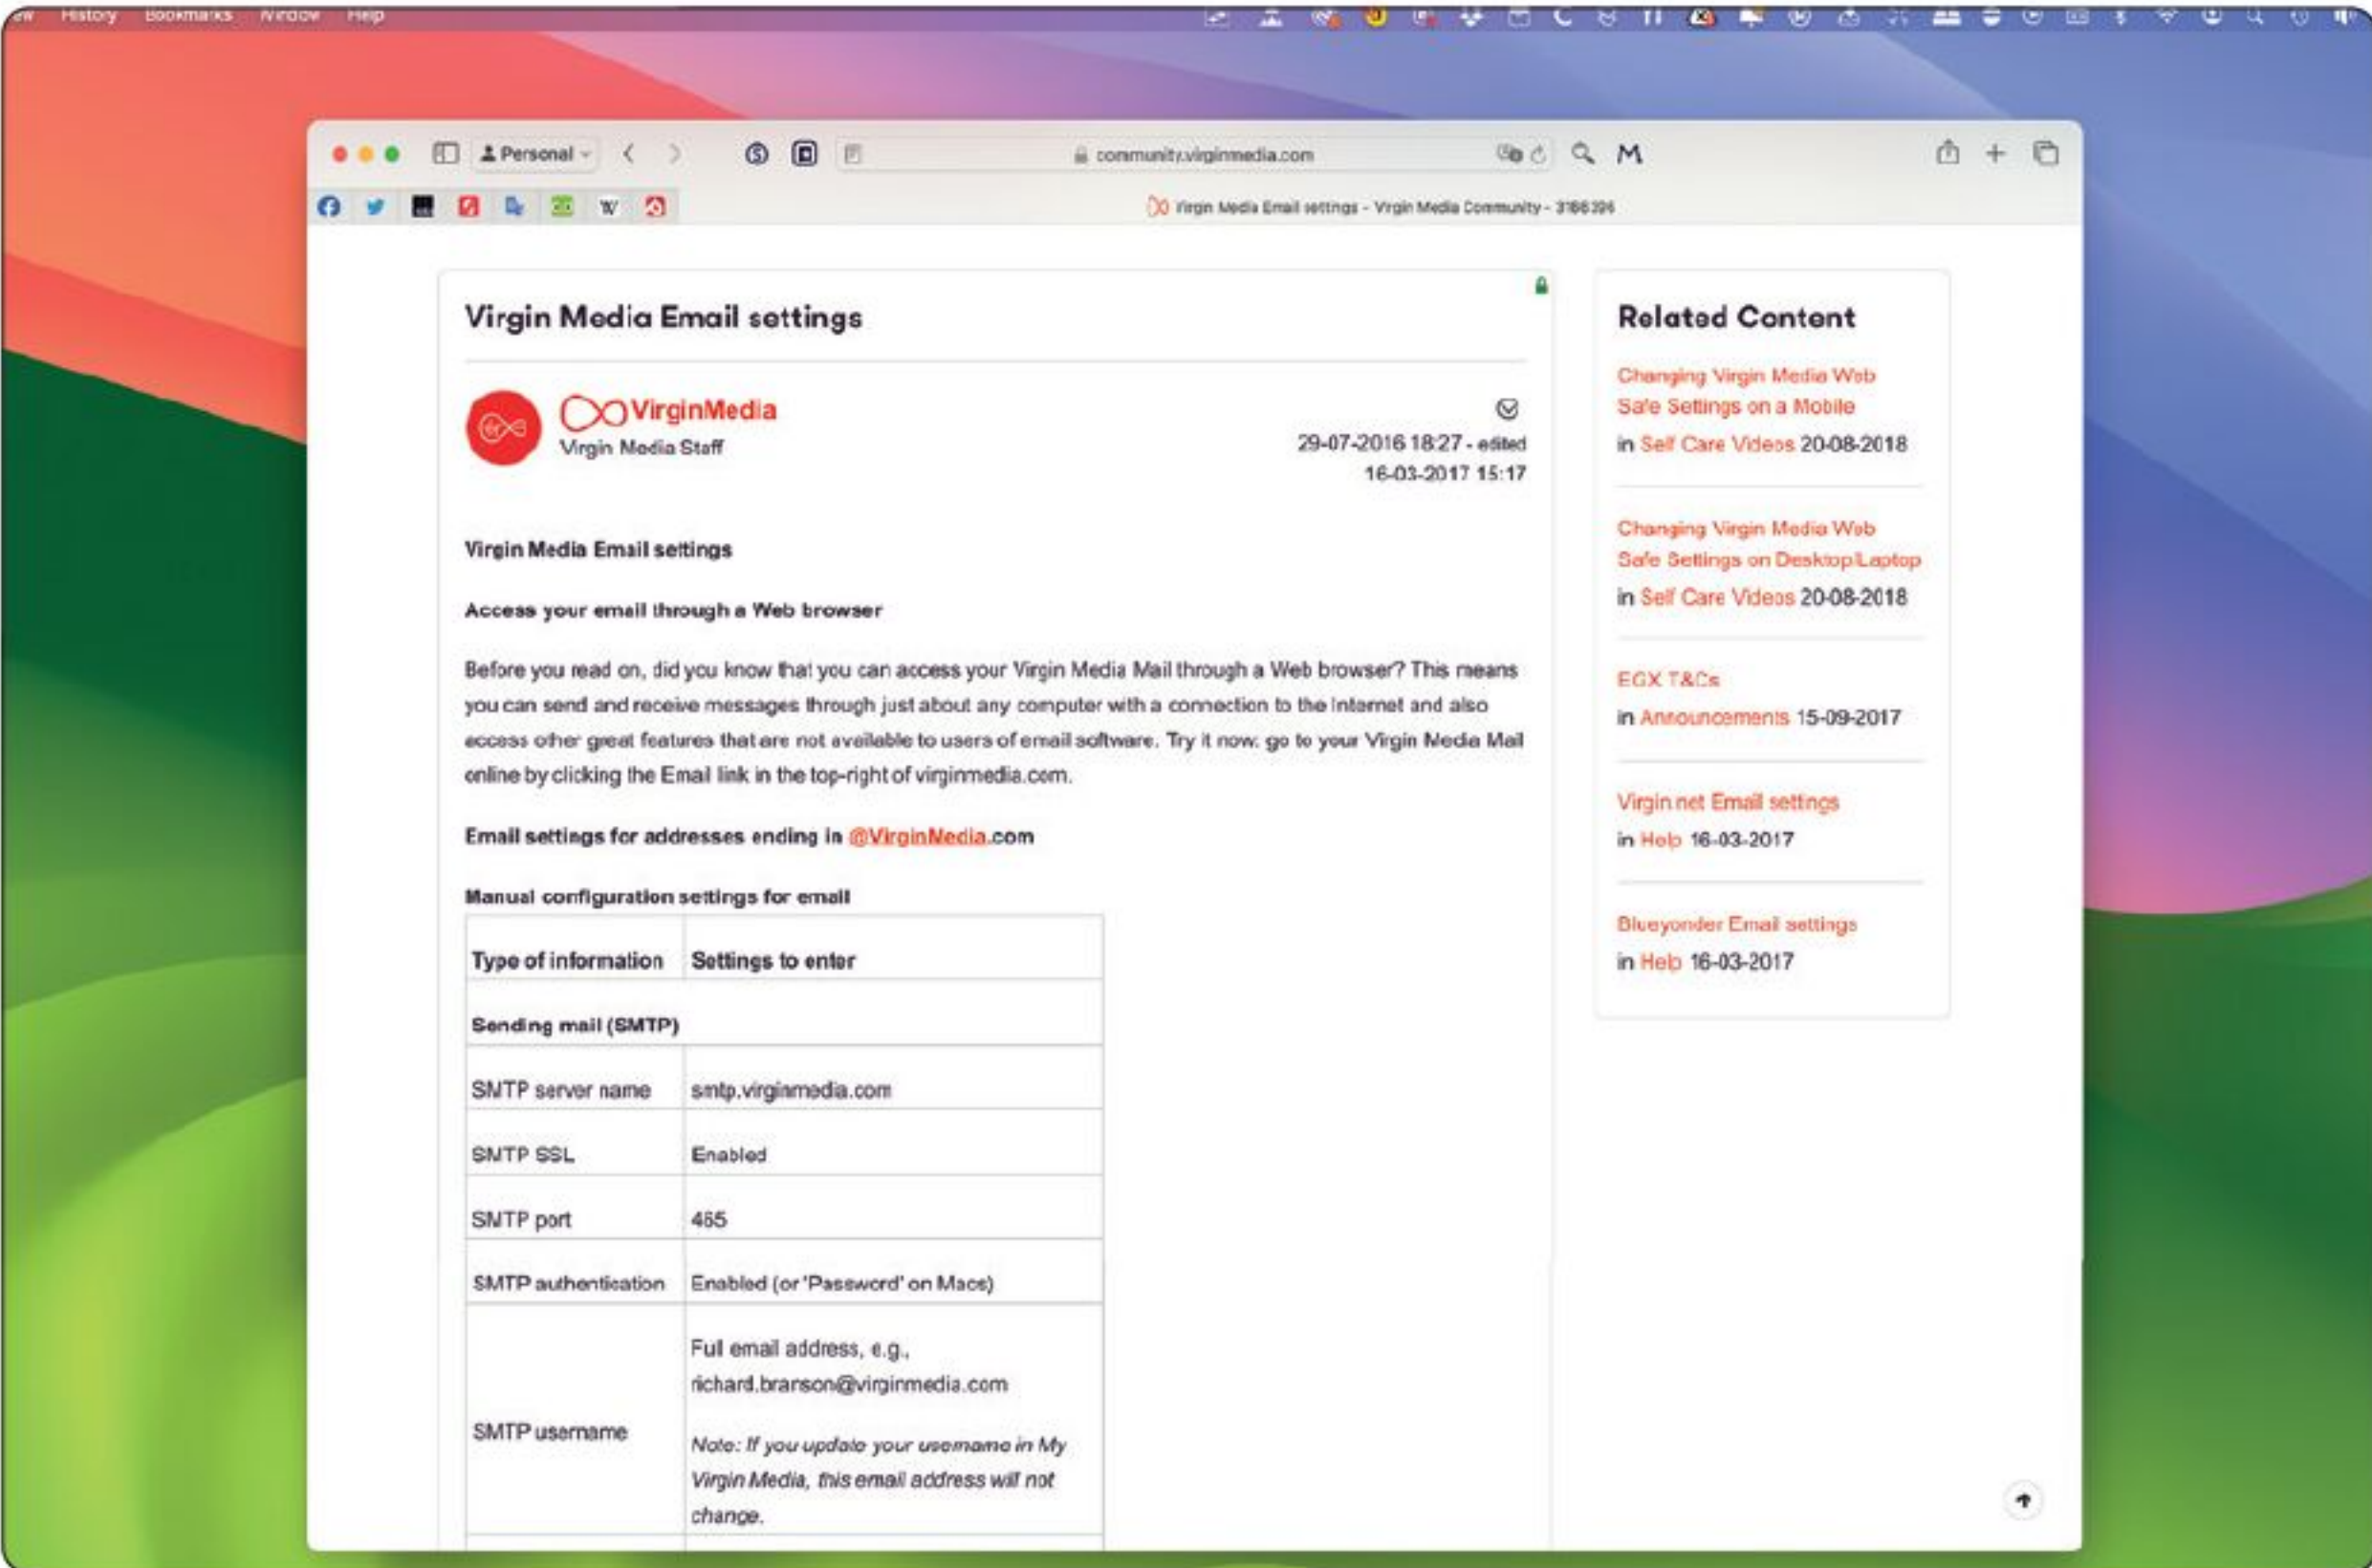 History Bookmarks Window Help
Personal
community.virginmedia.com
Virgin Media Email settings - Virgin Media Community - 3186396
Virgin Media Email settings
VirginMedia
Virgin Media Staff
29-07-2016 18:27 - edited
16-03-2017 15:17
Virgin Media Email settings
Access your email through a Web browser
Before you read on, did you know that you can access your Virgin Media Mail through a Web browser? This means
you can send and receive messages through just about any computer with a connection to the Internet and also
access other great features that are not available to users of email software. Try it now: go to your Virgin Media Mail
online by clicking the Email link in the top-right of virginmedia.com.
Email settings for addresses ending in @VirginMedia.com
Manual configuration settings for email
Type of information Settings to enter
Sending mail (SMTP)
SMTP server name smtp.virginmedia.com
SMTP SSL Enabled
SMTP port 465
SMTP authentication Enabled (or 'Password' on Macs)
SMTP username
Full email address, e.g.,
richard.branson@virginmedia.com
Note: If you update your username in My
Virgin Media, this email address will not
change.
Related Content
Changing Virgin Media Web
Safe Settings on a Mobile
in Self Care Videos 20-08-2018
Changing Virgin Media Web
Safe Settings on Desktop/Laptop
in Self Care Videos 20-08-2018
EGX T&Cs
in Announcements 15-09-2017
Virgin.net Email settings
in Help 16-03-2017
Blueyonder Email settings
in Help 16-03-2017